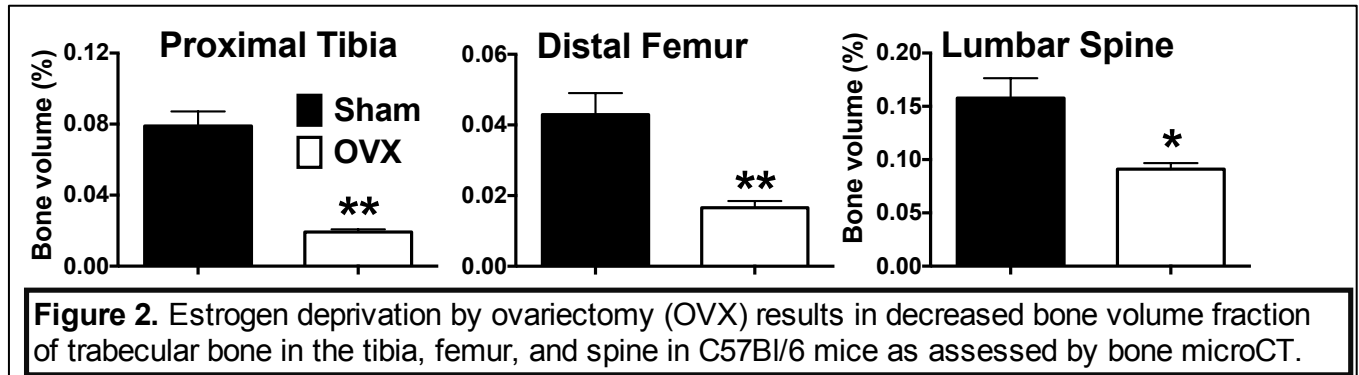 Proximal Tibia
Bone volume (%)
0.12
0.08
0.04
0.00
Sham
OVX
**
Distal Femur
0.06
0.04
0.02
0.00
**
Lumbar Spine
Bone volume (%)
0.20
0.15
0.10
0.05
0.00
*
Figure 2. Estrogen deprivation by ovariectomy (OVX) results in decreased bone volume fraction
of trabecular bone in the tibia, femur, and spine in C57Bl/6 mice as assessed by bone microCT.